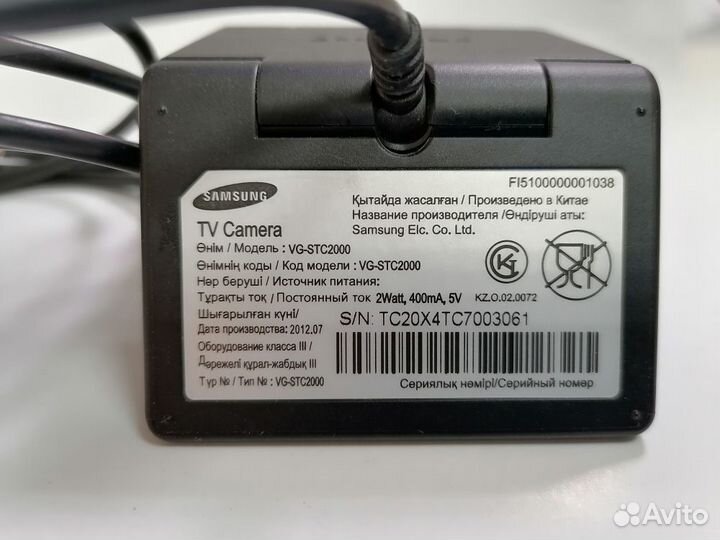 FI5100000001038
SAMSUNG
TV Camera
Қытайда жасалған / Произведено в Китае
Название производителя / Өндіруші аты:
Samsung Elc. Co. Ltd.
Өнім / Модель : VG-STC2000
Өнімнің коды / Код модели : VG-STC2000
Нәр беруші / Источник питания:
Тұрақты ток / Постоянный ток 2Watt, 400mA, 5V
KZ.O.02.0072
Шығарылған күні/
Дата производства: 2012.07
S/N: TC20X4TC7003061
Оборудование класса III /
Дәрежелі құрал-жабдық III
Тұр № / Тип № : VG-STC2000
Сериялық немірі/Серийный номер
Avito